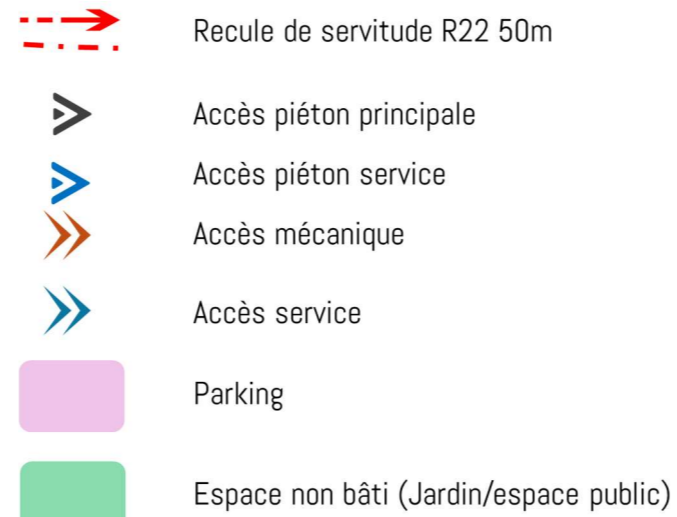 Recule de servitude R22 50m
Accès piéton principale
Accès piéton service
Accès mécanique
Accès service
Parking
Espace non bâti (Jardin/espace public)